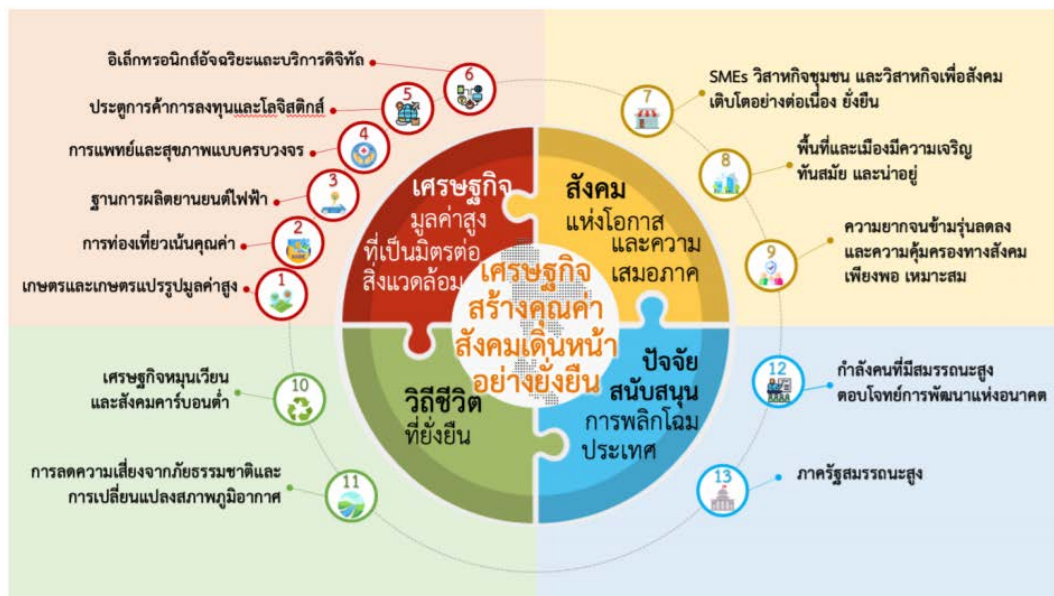 6
อิเล็กทรอนิกส์อัจฉริยะและบริการดิจิทัล
5
ประตูการค้าการลงทุนและโลจิสติกส์
4
การแพทย์และสุขภาพแบบครบวงจร
3
ฐานการผลิตยานยนต์ไฟฟ้า
2
การท่องเที่ยวเน้นคุณค่า
1
เกษตรและเกษตรแปรรูปมูลค่าสูง
7
SMEs วิสาหกิจชุมชน และวิสาหกิจเพื่อสังคม
เติบโตอย่างต่อเนื่อง ยั่งยืน
8
พื้นที่และเมืองมีความเจริญ
ทันสมัย และน่าอยู่
9
ความยากจนข้ามรุ่นลดลง
และความคุ้มครองทางสังคม
เพียงพอ เหมาะสม
เศรษฐกิจ
มูลค่าสูง
ที่เป็นมิตรต่อ
สิ่งแวดล้อม
สังคม
แห่งโอกาส
และความ
เสมอภาค
เศรษฐกิจ
สร้างคุณค่า
สังคมเดินหน้า
อย่างยั่งยืน
วิถีชีวิต
ที่ยั่งยืน
ปัจจัย
สนับสนุน
การพลิกโฉม
ประเทศ
10
เศรษฐกิจหมุนเวียน
และสังคมคาร์บอนต่ำ
11
การลดความเสี่ยงจากภัยธรรมชาติและ
การเปลี่ยนแปลงสภาพภูมิอากาศ
12
กำลังคนที่มีสมรรถนะสูง
ตอบโจทย์การพัฒนาแห่งอนาคต
13
ภาครัฐสมรรถนะสูง